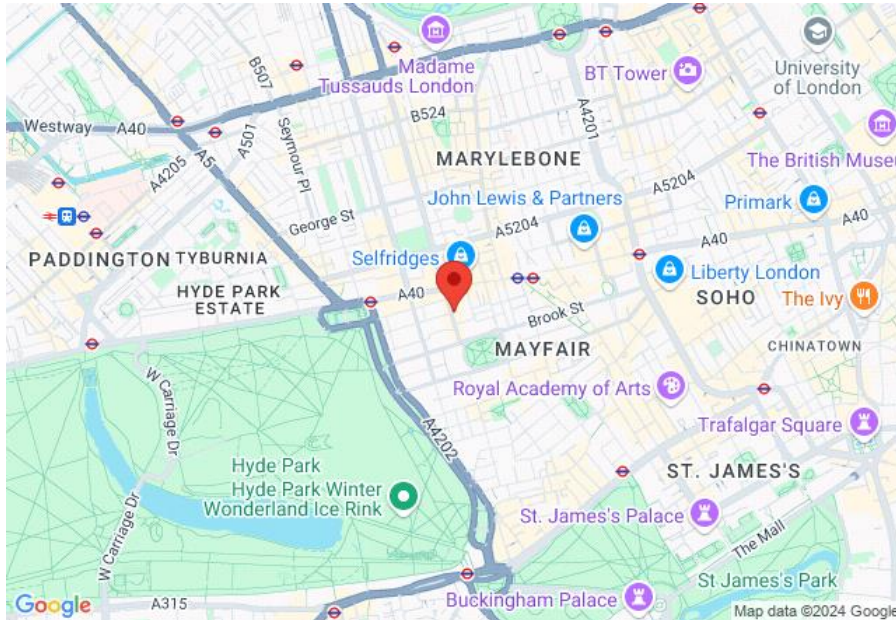 Madame
Tussauds London
BT Tower
University
of London
B507
Westway
A40
A501
A4205
A5
Seymour Pl
B524
A4201
MARYLEBONE
The British Muse
John Lewis & Partners
A5204
Primark
George St
A5204
A40
A40
PADDINGTON
TYBURNIA
Selfridges
Liberty London
HYDE PARK
ESTATE
A40
SOHO
The Ivy
Brook St
MAYFAIR
CHINATOWN
W Carriage Dr
Royal Academy of Arts
A4202
Trafalgar Square
Hyde Park
Hyde Park Winter
Wonderland Ice Rink
ST. JAMES'S
W Carriage Dr
St. James's Palace
The Mall
St James's Park
Google
A315
Buckingham Palace
Map data ©2024 Google